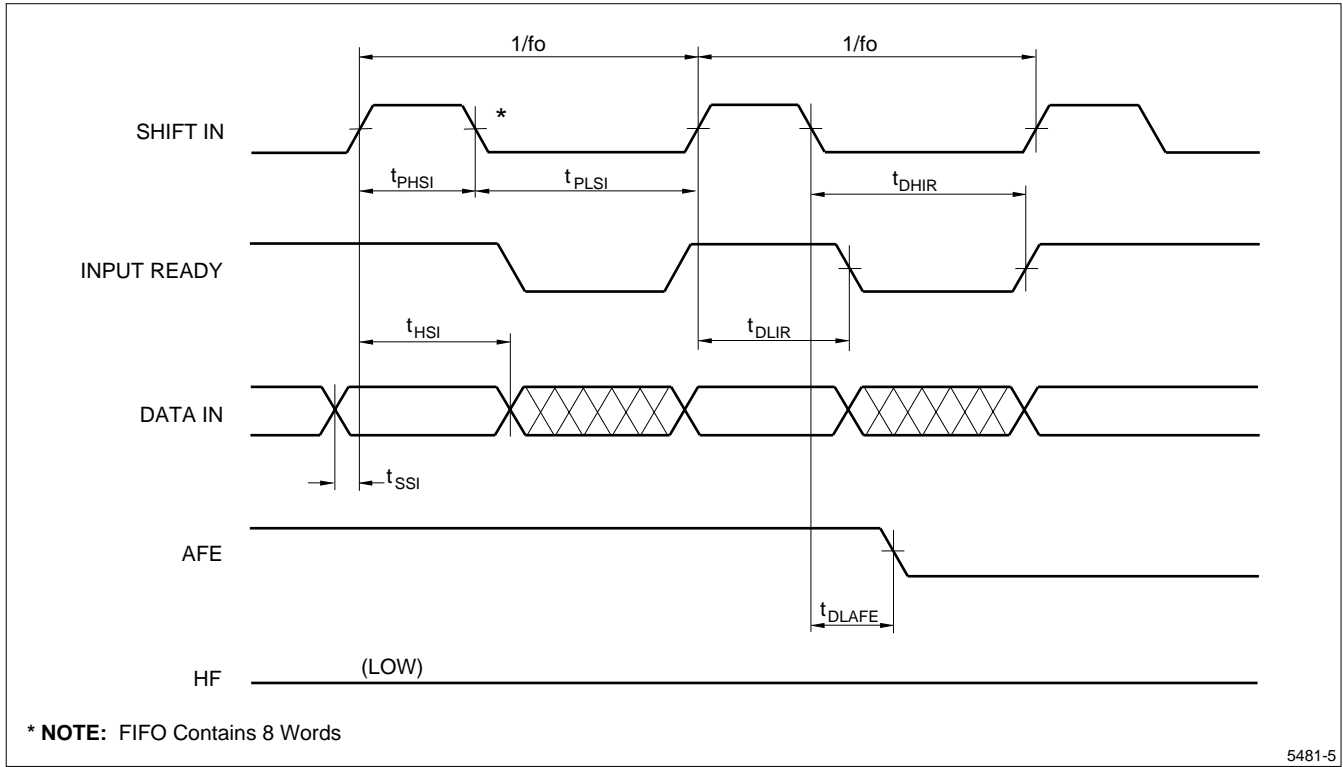 1/fo 1/fo
SHIFT IN
*
tPHSI tPLSI tDHIR
INPUT READY
tHSI tDLIR
DATA IN
tSSI
AFE
tDLAFE
HF (LOW)
* NOTE: FIFO Contains 8 Words
5481-5